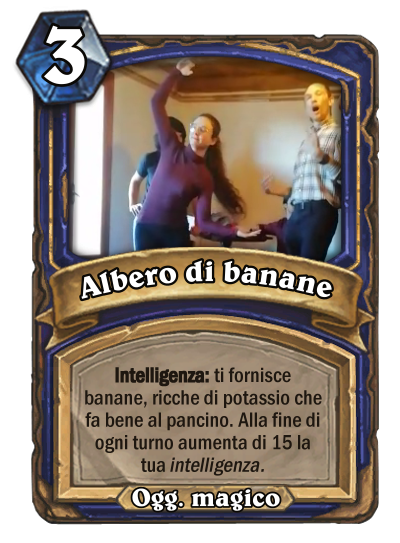 3
Albero di banane
Intelligenza: ti fornisce
banane, ricche di potassio che
fa bene al pancino. Alla fine di
ogni turno aumenta di 15 la
tua intelligenza.
Ogg. magico